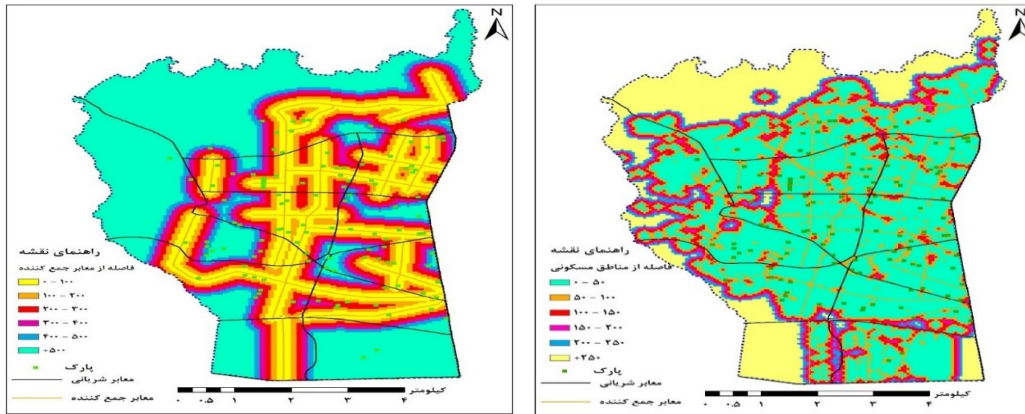 N
راهنمای نقشه
فاصله از معابر جمع کننده
۰ - ۱۰۰
۱۰۰ - ۲۰۰
۲۰۰ - ۳۰۰
۳۰۰ - ۴۰۰
۴۰۰ - ۵۰۰
+۵۰۰
پارک
معابر شریانی
معابر جمع کننده
کیلومتر
۰ ۰.۵ ۱ ۲ ۳ ۴
N
راهنمای نقشه
فاصله از مناطق مسکونی
۰ - ۵۰
۵۰ - ۱۰۰
۱۰۰ - ۱۵۰
۱۵۰ - ۲۰۰
۲۰۰ - ۲۵۰
+۲۵۰
پارک
معابر شریانی
معابر جمع کننده
کیلومتر
۰ ۰.۵ ۱ ۲ ۳ ۴